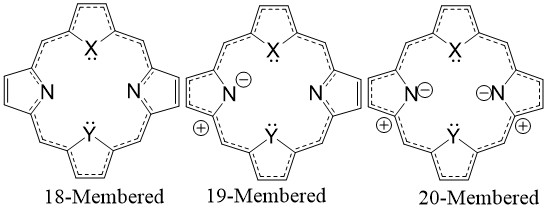 X N N Y
X N⊖ N Y ⊕
X N⊖ ⊖N Y ⊕ ⊕
18-Membered 19-Membered 20-Membered